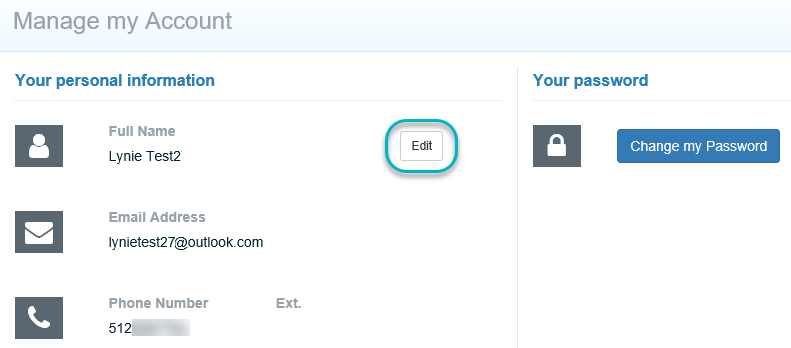 Manage my Account
Your personal information
Full Name
Lynie Test2
Edit
Email Address
lynietest27@outlook.com
Phone Number Ext.
512
Your password
Change my Password